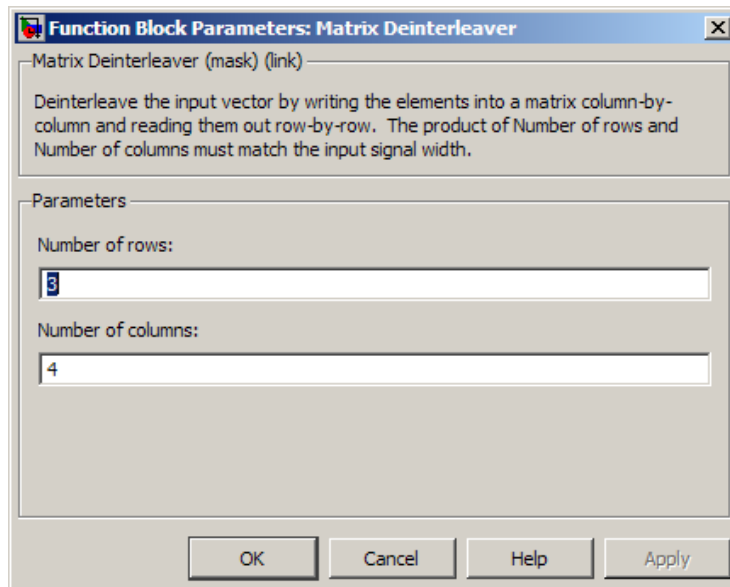 Function Block Parameters: Matrix Deinterleaver
Matrix Deinterleaver (mask) (link)
Deinterleave the input vector by writing the elements into a matrix column-by-
column and reading them out row-by-row. The product of Number of rows and
Number of columns must match the input signal width.
Parameters
Number of rows:
3
Number of columns:
4
OK Cancel Help Apply